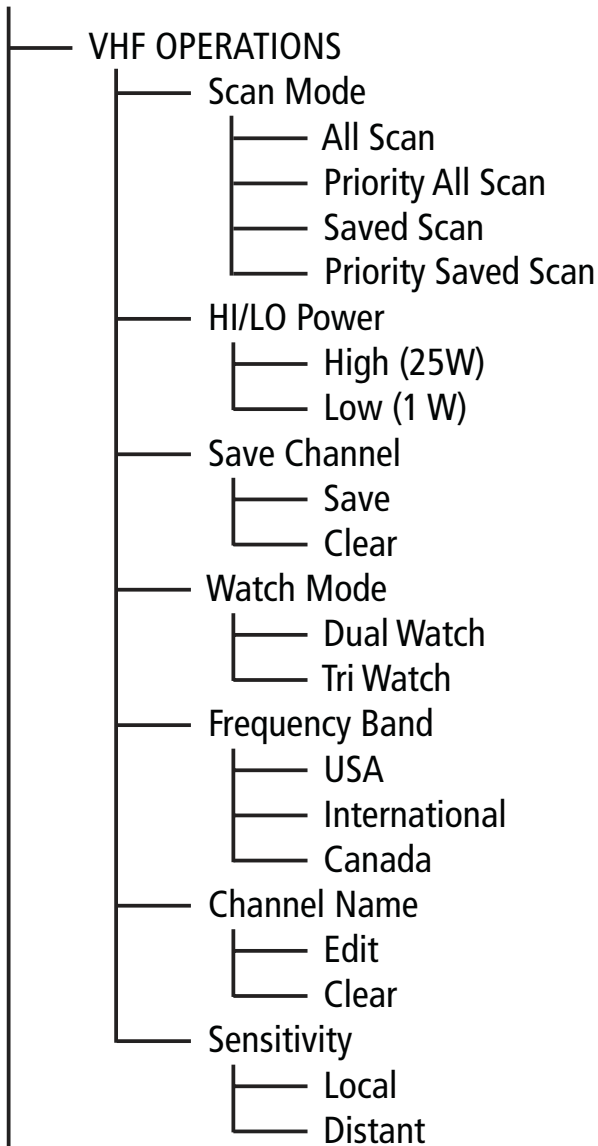 VHF OPERATIONS
Scan Mode
All Scan
Priority All Scan
Saved Scan
Priority Saved Scan
HI/LO Power
High (25W)
Low (1 W)
Save Channel
Save
Clear
Watch Mode
Dual Watch
Tri Watch
Frequency Band
USA
International
Canada
Channel Name
Edit
Clear
Sensitivity
Local
Distant